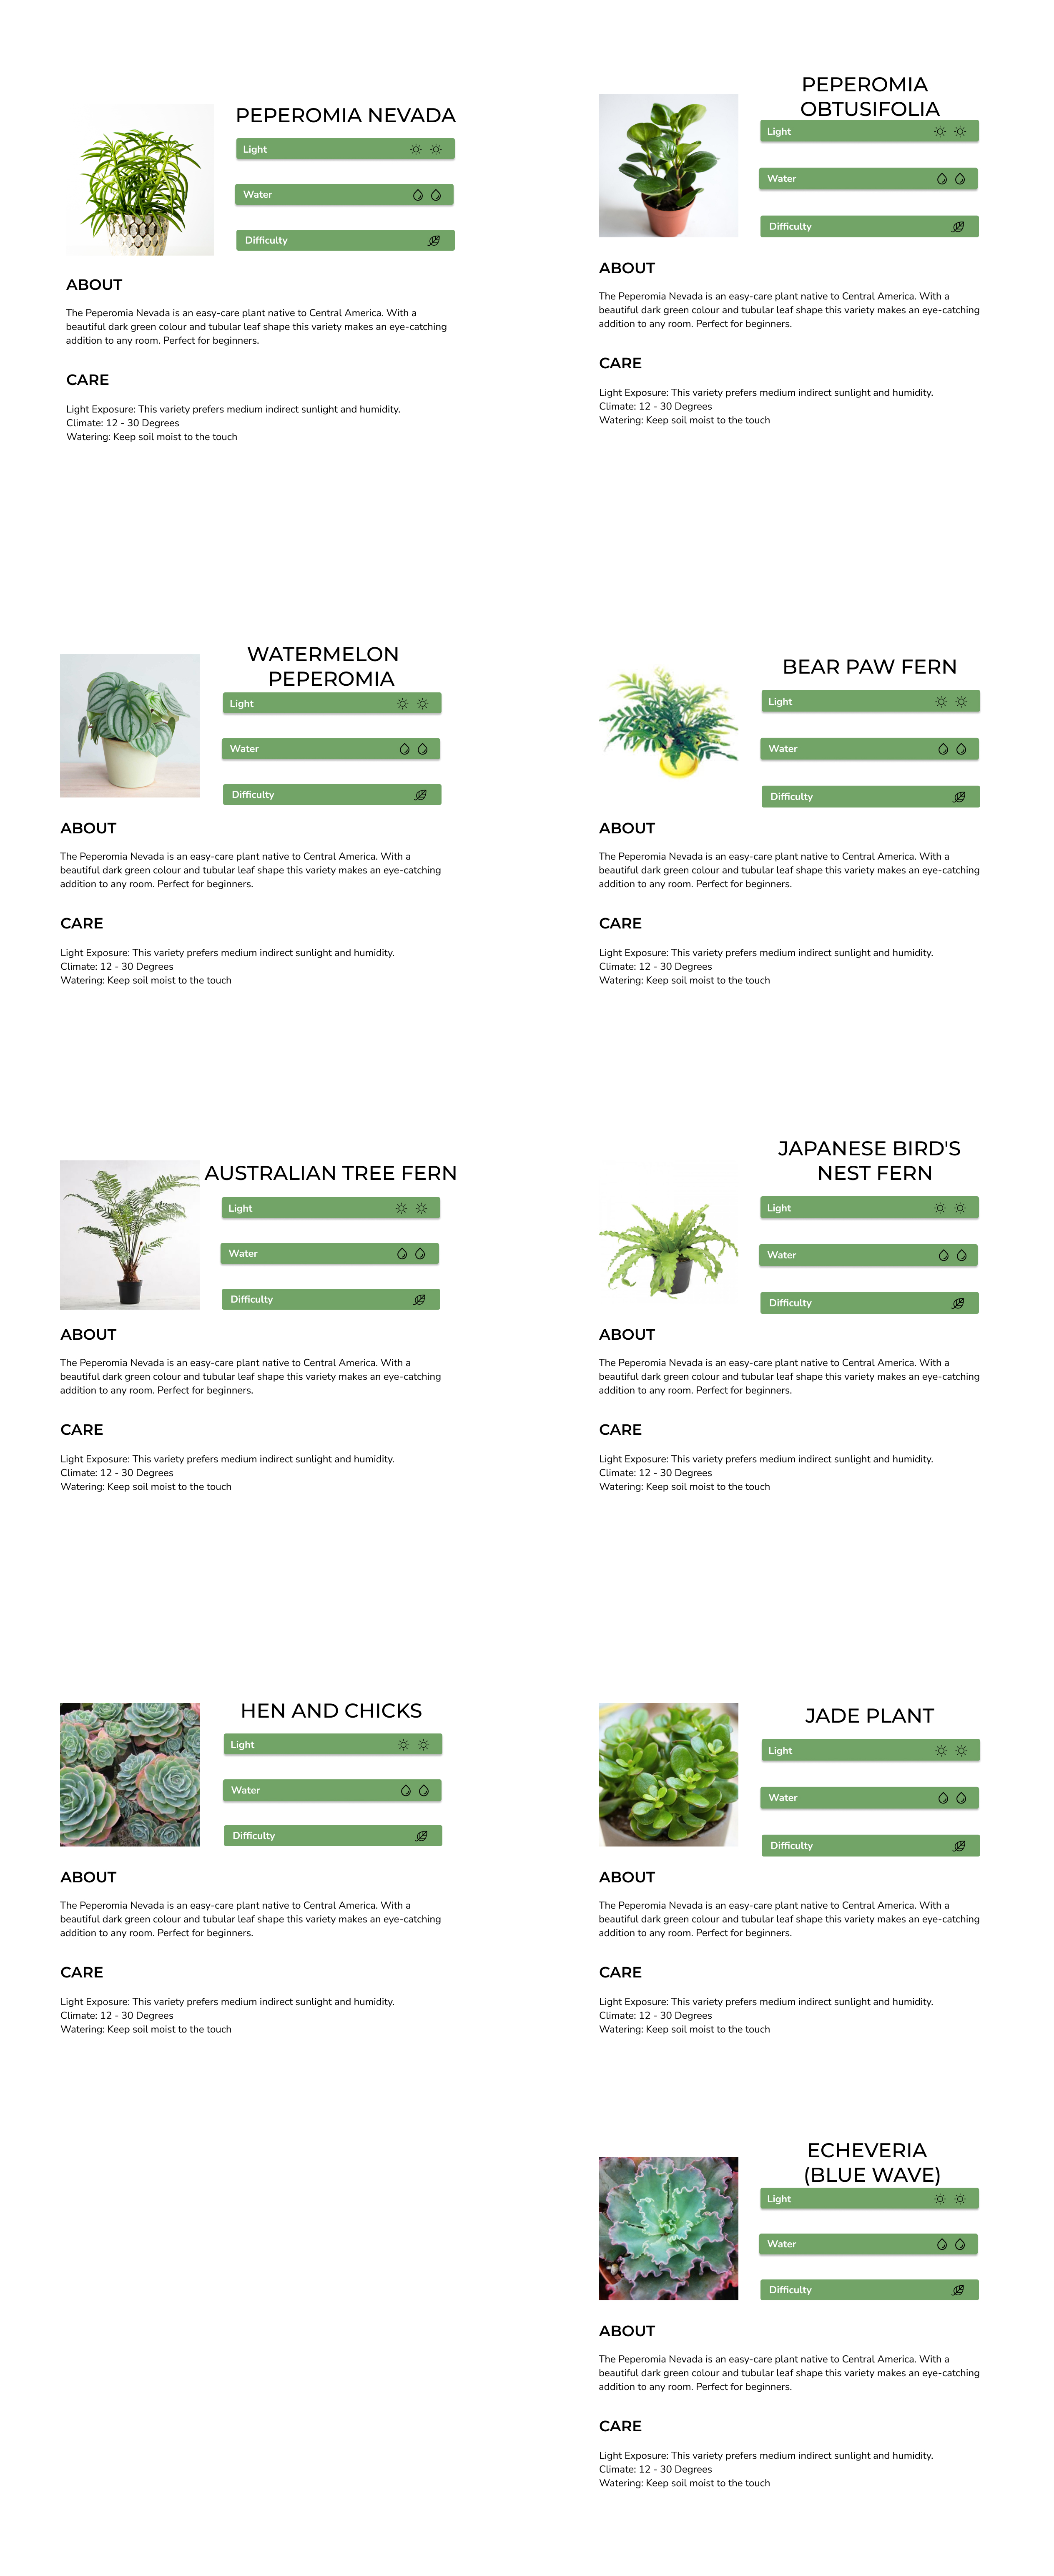 PEPEROMIA NEVADA
Light
Water
Difficulty
ABOUT
The Peperomia Nevada is an easy-care plant native to Central America. With a
beautiful dark green colour and tubular leaf shape this variety makes an eye-catching
addition to any room. Perfect for beginners.
CARE
Light Exposure: This variety prefers medium indirect sunlight and humidity.
Climate: 12 - 30 Degrees
Watering: Keep soil moist to the touch
PEPEROMIA
OBTUSIFOLIA
Light
Water
Difficulty
ABOUT
The Peperomia Nevada is an easy-care plant native to Central America. With a
beautiful dark green colour and tubular leaf shape this variety makes an eye-catching
addition to any room. Perfect for beginners.
CARE
Light Exposure: This variety prefers medium indirect sunlight and humidity.
Climate: 12 - 30 Degrees
Watering: Keep soil moist to the touch
WATERMELON
PEPEROMIA
Light
Water
Difficulty
ABOUT
The Peperomia Nevada is an easy-care plant native to Central America. With a
beautiful dark green colour and tubular leaf shape this variety makes an eye-catching
addition to any room. Perfect for beginners.
CARE
Light Exposure: This variety prefers medium indirect sunlight and humidity.
Climate: 12 - 30 Degrees
Watering: Keep soil moist to the touch
BEAR PAW FERN
Light
Water
Difficulty
ABOUT
The Peperomia Nevada is an easy-care plant native to Central America. With a
beautiful dark green colour and tubular leaf shape this variety makes an eye-catching
addition to any room. Perfect for beginners.
CARE
Light Exposure: This variety prefers medium indirect sunlight and humidity.
Climate: 12 - 30 Degrees
Watering: Keep soil moist to the touch
AUSTRALIAN TREE FERN
Light
Water
Difficulty
ABOUT
The Peperomia Nevada is an easy-care plant native to Central America. With a
beautiful dark green colour and tubular leaf shape this variety makes an eye-catching
addition to any room. Perfect for beginners.
CARE
Light Exposure: This variety prefers medium indirect sunlight and humidity.
Climate: 12 - 30 Degrees
Watering: Keep soil moist to the touch
JAPANESE BIRD'S
NEST FERN
Light
Water
Difficulty
ABOUT
The Peperomia Nevada is an easy-care plant native to Central America. With a
beautiful dark green colour and tubular leaf shape this variety makes an eye-catching
addition to any room. Perfect for beginners.
CARE
Light Exposure: This variety prefers medium indirect sunlight and humidity.
Climate: 12 - 30 Degrees
Watering: Keep soil moist to the touch
HEN AND CHICKS
Light
Water
Difficulty
ABOUT
The Peperomia Nevada is an easy-care plant native to Central America. With a
beautiful dark green colour and tubular leaf shape this variety makes an eye-catching
addition to any room. Perfect for beginners.
CARE
Light Exposure: This variety prefers medium indirect sunlight and humidity.
Climate: 12 - 30 Degrees
Watering: Keep soil moist to the touch
JADE PLANT
Light
Water
Difficulty
ABOUT
The Peperomia Nevada is an easy-care plant native to Central America. With a
beautiful dark green colour and tubular leaf shape this variety makes an eye-catching
addition to any room. Perfect for beginners.
CARE
Light Exposure: This variety prefers medium indirect sunlight and humidity.
Climate: 12 - 30 Degrees
Watering: Keep soil moist to the touch
ECHEVERIA
(BLUE WAVE)
Light
Water
Difficulty
ABOUT
The Peperomia Nevada is an easy-care plant native to Central America. With a
beautiful dark green colour and tubular leaf shape this variety makes an eye-catching
addition to any room. Perfect for beginners.
CARE
Light Exposure: This variety prefers medium indirect sunlight and humidity.
Climate: 12 - 30 Degrees
Watering: Keep soil moist to the touch